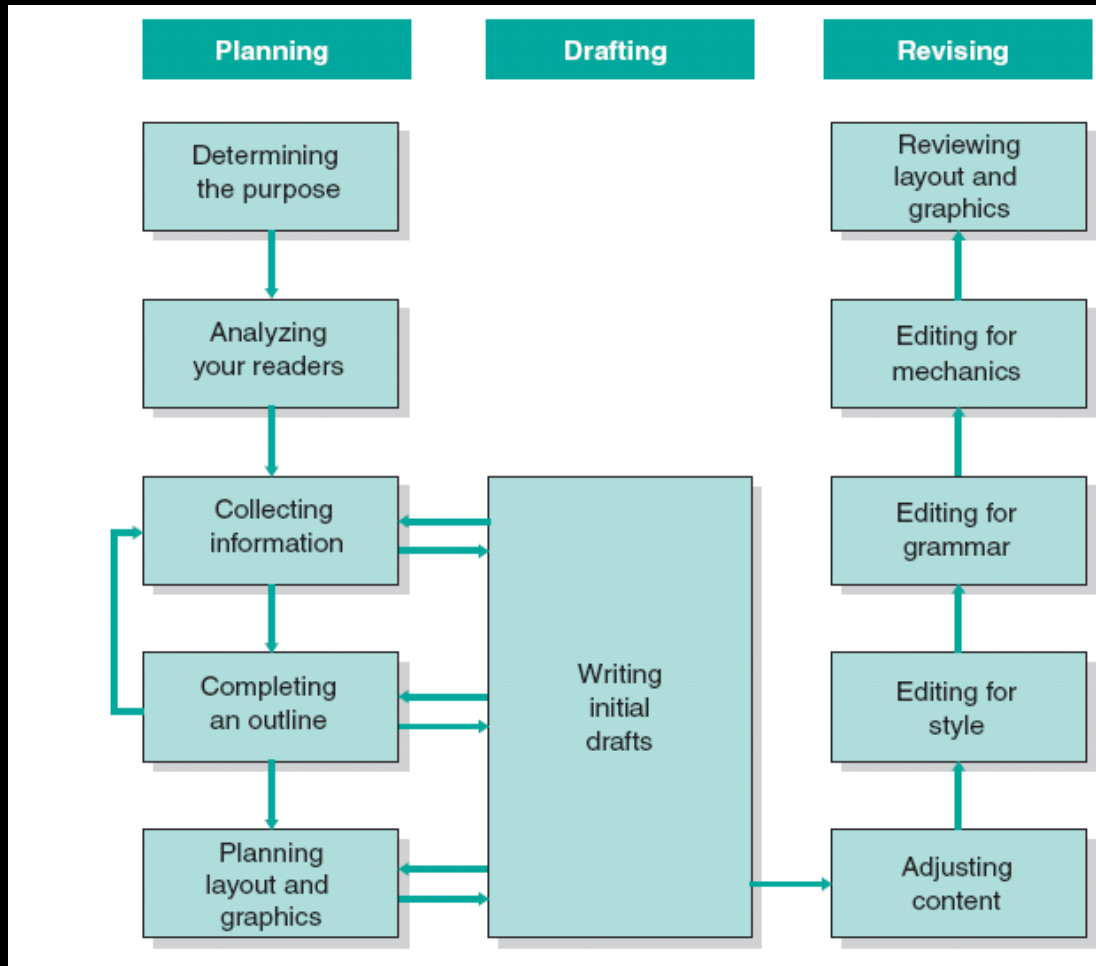 Planning
Determining
the purpose
Analyzing
your readers
Collecting
information
Completing
an outline
Planning
layout and
graphics
Drafting
Writing
initial
drafts
Revising
Reviewing
layout and
graphics
Editing for
mechanics
Editing for
grammar
Editing for
style
Adjusting
content